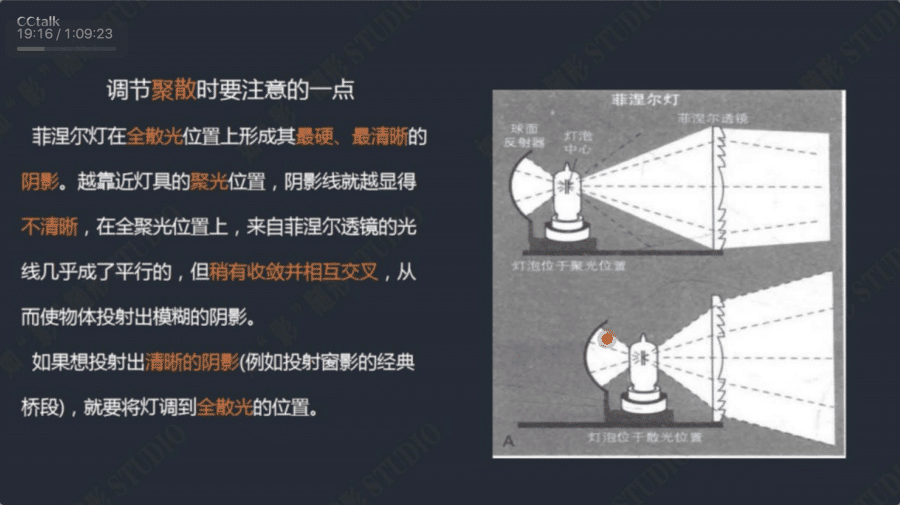 CCtalk
19:16 / 1:09:23
调节聚散时要注意的一点
菲涅尔灯在全散光位置上形成其最硬、最清晰的
阴影。越靠近灯具的聚光位置，阴影线就越显得
不清晰，在全聚光位置上，来自菲涅尔透镜的光
线几乎成了平行的，但稍有收敛并相互交叉，从
而使物体投射出模糊的阴影。
如果想投射出清晰的阴影(例如投射窗影的经典
桥段)，就要将灯调到全散光的位置。
菲涅尔灯
菲涅尔透镜
球面
反射器
灯泡
中心
灯泡位于聚光位置
A
灯泡位于散光位置